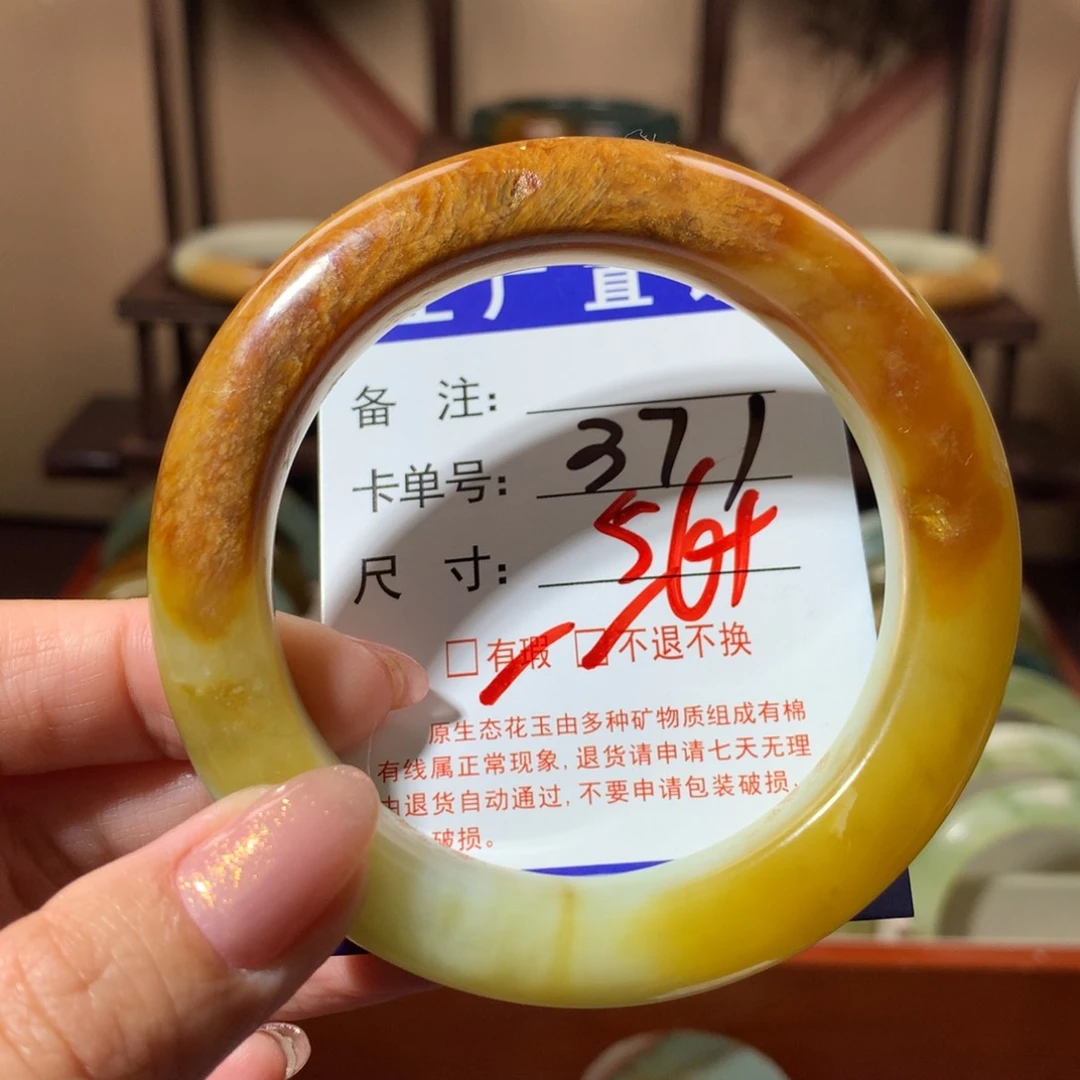 厂直
备 注:
卡单号: 371
尺 寸: 56+
□有瑕 □不退不换
原生态花玉由多种矿物质组成有棉
有线属正常现象,退货请申请七天无理
由退货自动通过,不要申请包装破损,
破损。